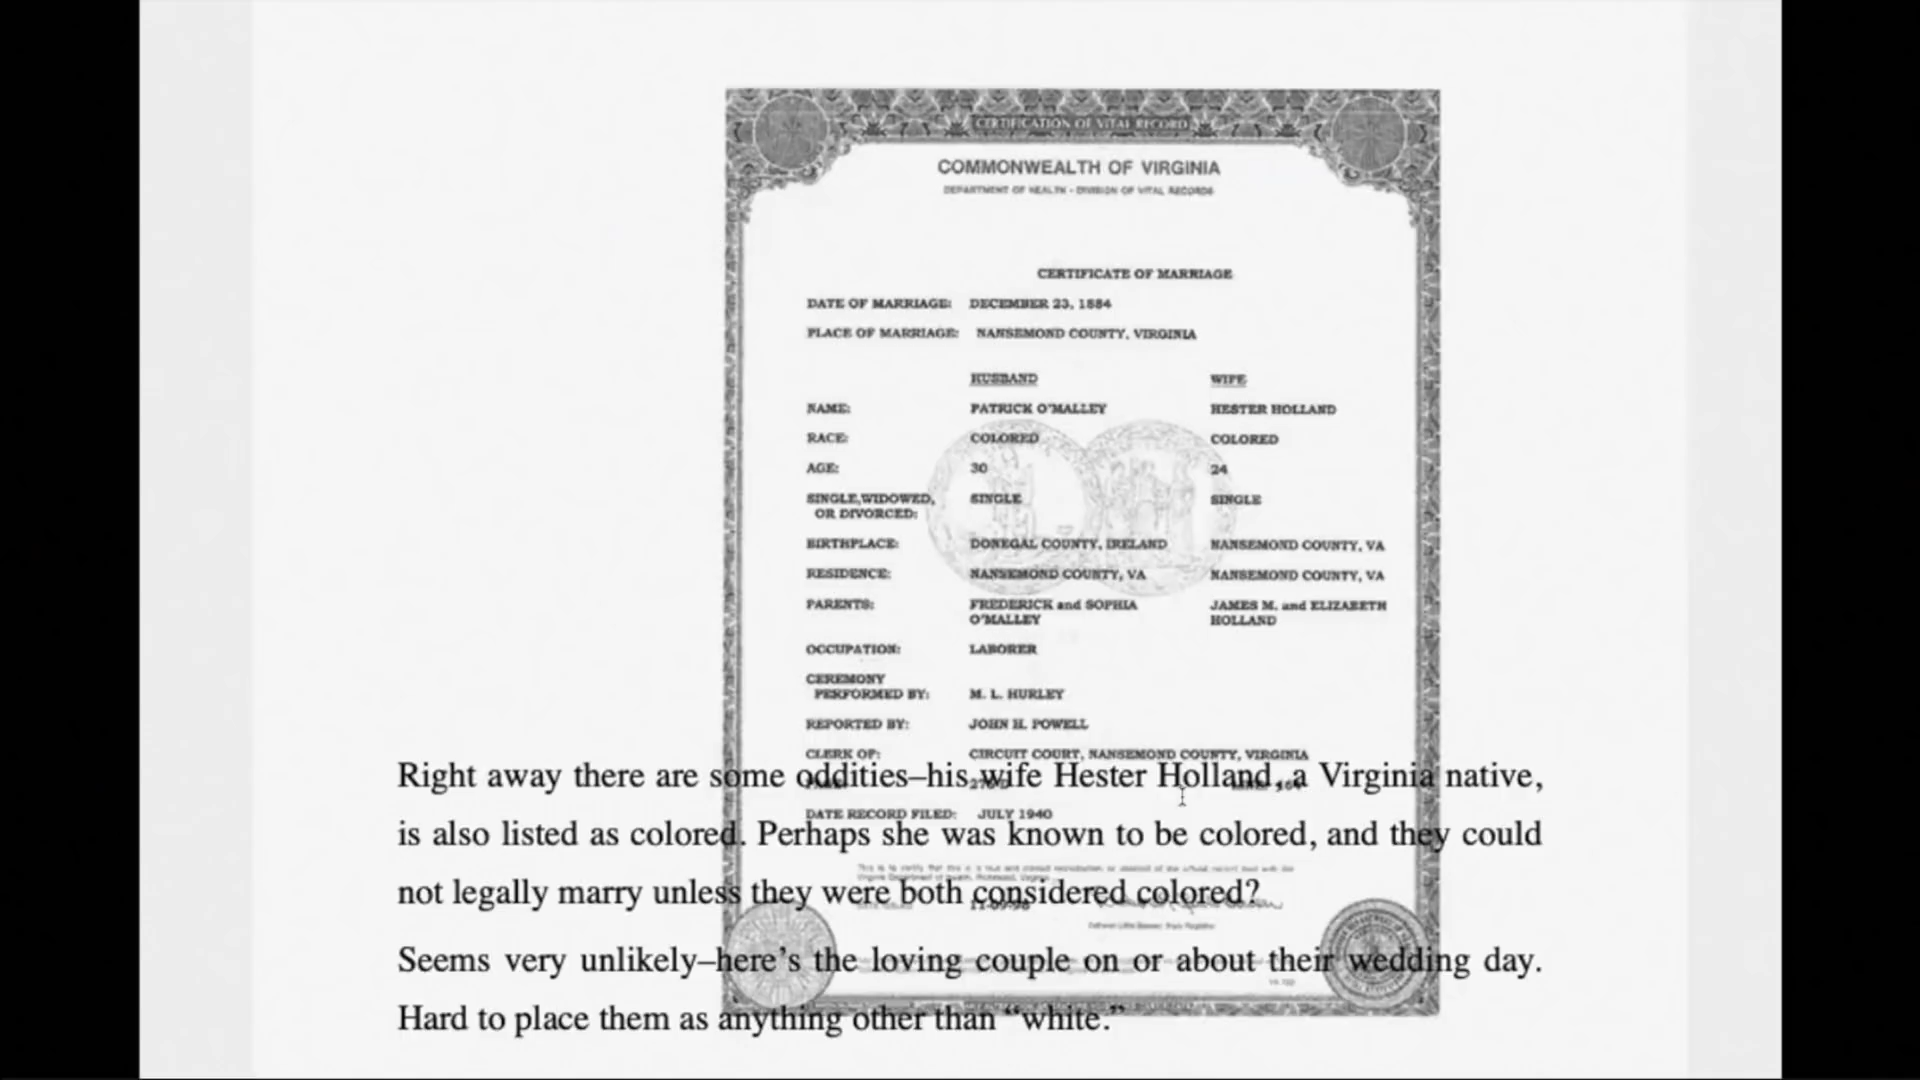 CERTIFICATION OF VITAL RECORD
COMMONWEALTH OF VIRGINIA
DEPARTMENT OF HEALTH - DIVISION OF VITAL RECORDS
CERTIFICATE OF MARRIAGE
DATE OF MARRIAGE: DECEMBER 23, 1884
PLACE OF MARRIAGE: NANSEMOND COUNTY, VIRGINIA
HUSBAND WIFE
NAME: PATRICK O'MALLEY HESTER HOLLAND
RACE: COLORED COLORED
AGE: 30 24
SINGLE, WIDOWED, SINGLE SINGLE
OR DIVORCED:
BIRTHPLACE: DONEGAL COUNTY, IRELAND NANSEMOND COUNTY, VA
RESIDENCE: NANSEMOND COUNTY, VA NANSEMOND COUNTY, VA
PARENTS: FREDERICK and SOPHIA JAMES M. and ELIZABETH
O'MALLEY HOLLAND
OCCUPATION: LABORER
CEREMONY
PERFORMED BY: M. L. HURLEY
REPORTED BY: JOHN H. POWELL
CLERK OF: CIRCUIT COURT, NANSEMOND COUNTY, VIRGINIA
Right away there are some oddities–his wife Hester Holland, a Virginia native,
DATE RECORD FILED: JULY 1940
is also listed as colored. Perhaps she was known to be colored, and they could
not legally marry unless they were both considered colored?
Seems very unlikely–here's the loving couple on or about their wedding day.
Hard to place them as anything other than “white.”